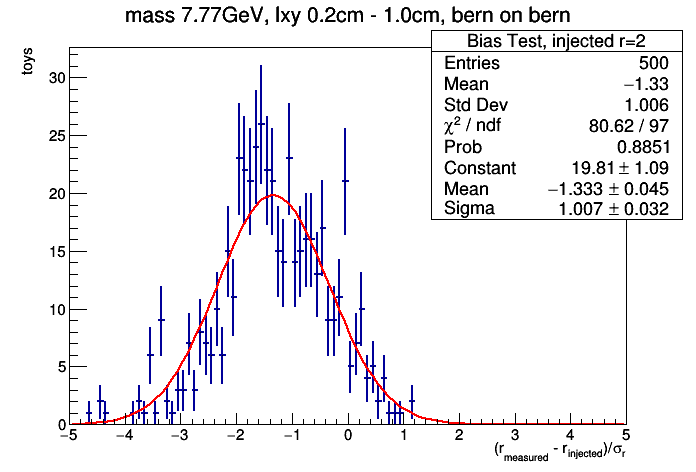 mass 7.77GeV, lxy 0.2cm - 1.0cm, bern on bern
Bias Test, injected r=2
Entries 500
Mean −1.33
Std Dev 1.006
χ² / ndf 80.62 / 97
Prob 0.8851
Constant 19.81 ± 1.09
Mean −1.333 ± 0.045
Sigma 1.007 ± 0.032
toys
30
25
20
15
10
5
0
−5 −4 −3 −2 −1 0 1 2 3 4 5
(r_measured - r_injected)/σ_r